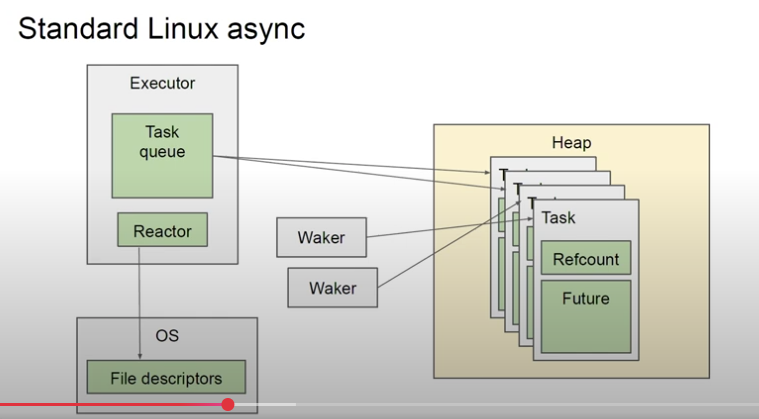 Standard Linux async
Executor
Task
queue
Reactor
OS
File descriptors
Waker
Waker
Heap
T
T
T
Task
Refcount
Future